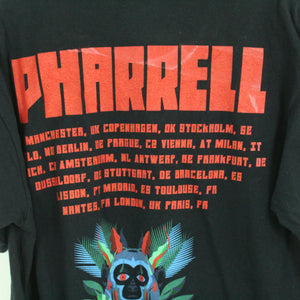 PHARRELL
MANCHESTER, UK COPENHAGEN, DK STOCKHOLM, SE
LO, NO BERLIN, DE PRAGUE, CZ VIENNA, AT MILAN, IT
ICH, CH AMSTERDAM, NL ANTWERP, BE FRANKFURT, DE
DUSSELDORF, DE STUTTGART, DE BARCELONA, ES
LISBON, PT MADRID, ES TOULOUSE, FR
NANTES, FR LONDON, UK PARIS, FR